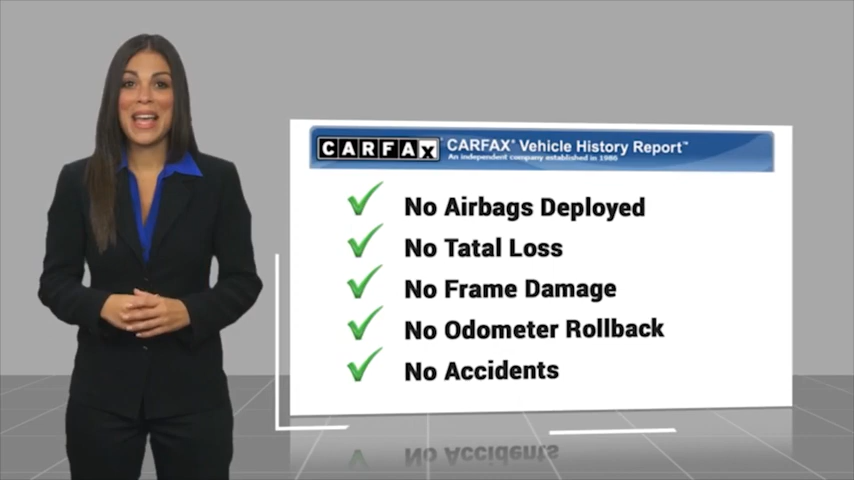 CARFAX CARFAX® Vehicle History Report™
An independent company established in 1986
No Airbags Deployed
No Tatal Loss
No Frame Damage
No Odometer Rollback
No Accidents
No Accidents